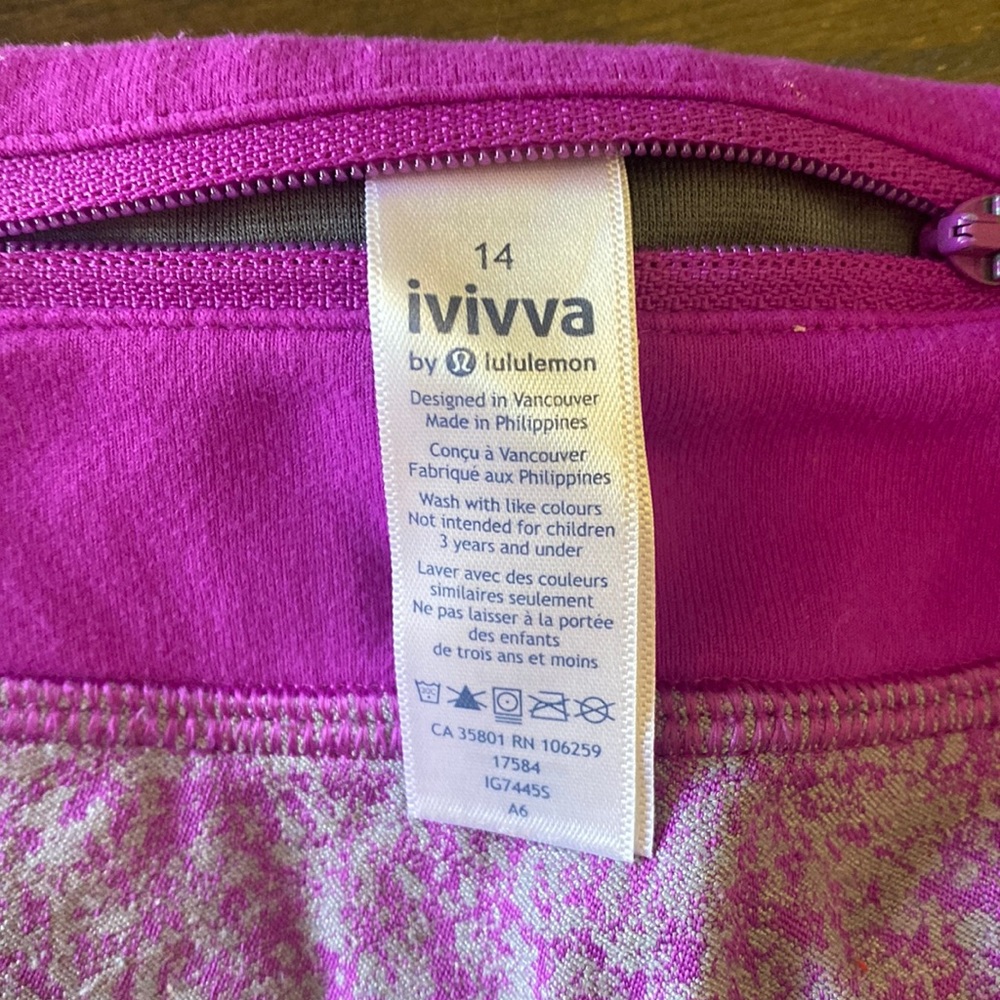 14
ivivva
by lululemon
Designed in Vancouver
Made in Philippines
Conçu à Vancouver
Fabriqué aux Philippines
Wash with like colours
Not intended for children
3 years and under
Laver avec des couleurs
similaires seulement
Ne pas laisser à la portée
des enfants
de trois ans et moins
CA 35801 RN 106259
17584
IG7445S
A6